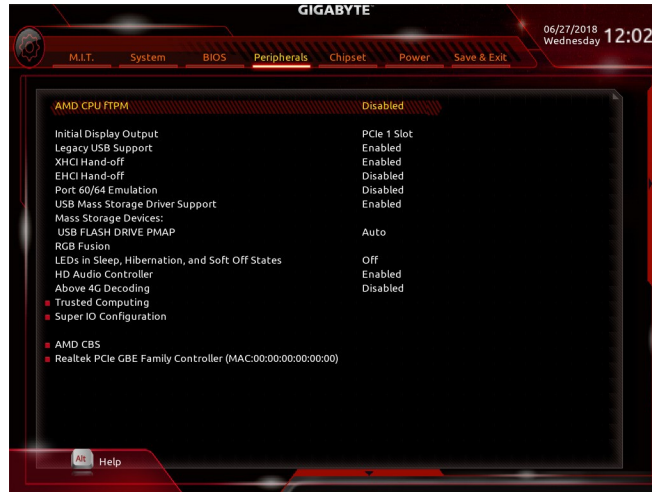 GIGABYTE™
06/27/2018
Wednesday 12:02
M.I.T. System BIOS Peripherals Chipset Power Save & Exit
AMD CPU fTPM Disabled
Initial Display Output PCIe 1 Slot
Legacy USB Support Enabled
XHCI Hand-off Enabled
EHCI Hand-off Disabled
Port 60/64 Emulation Disabled
USB Mass Storage Driver Support Enabled
Mass Storage Devices:
USB FLASH DRIVE PMAP Auto
RGB Fusion
LEDs in Sleep, Hibernation, and Soft Off States Off
HD Audio Controller Enabled
Above 4G Decoding Disabled
Trusted Computing
Super IO Configuration
AMD CBS
Realtek PCIe GBE Family Controller (MAC:00:00:00:00:00:00)
Alt Help